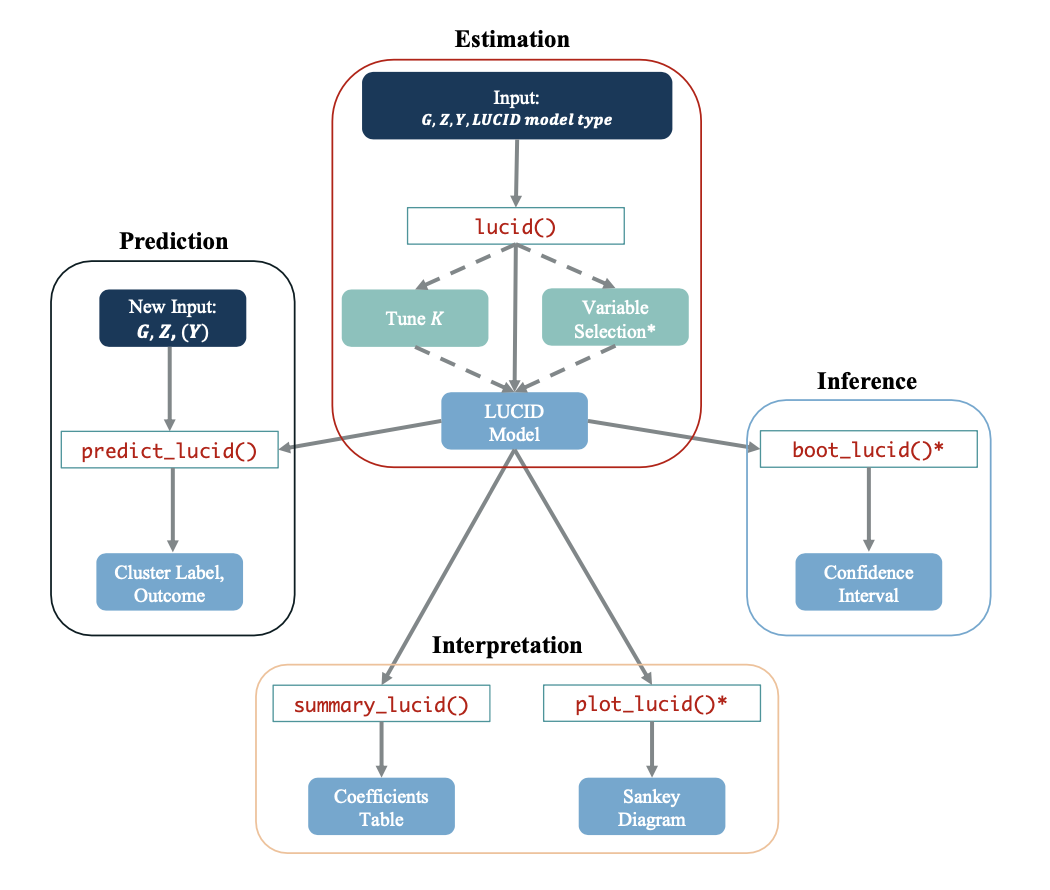 Estimation
Input:
G, Z, Y, LUCID model type
lucid()
Tune K
Variable
Selection*
LUCID
Model
Prediction
New Input:
G, Z, (Y)
predict_lucid()
Cluster Label,
Outcome
Inference
boot_lucid()*
Confidence
Interval
Interpretation
summary_lucid()
Coefficients
Table
plot_lucid()*
Sankey
Diagram